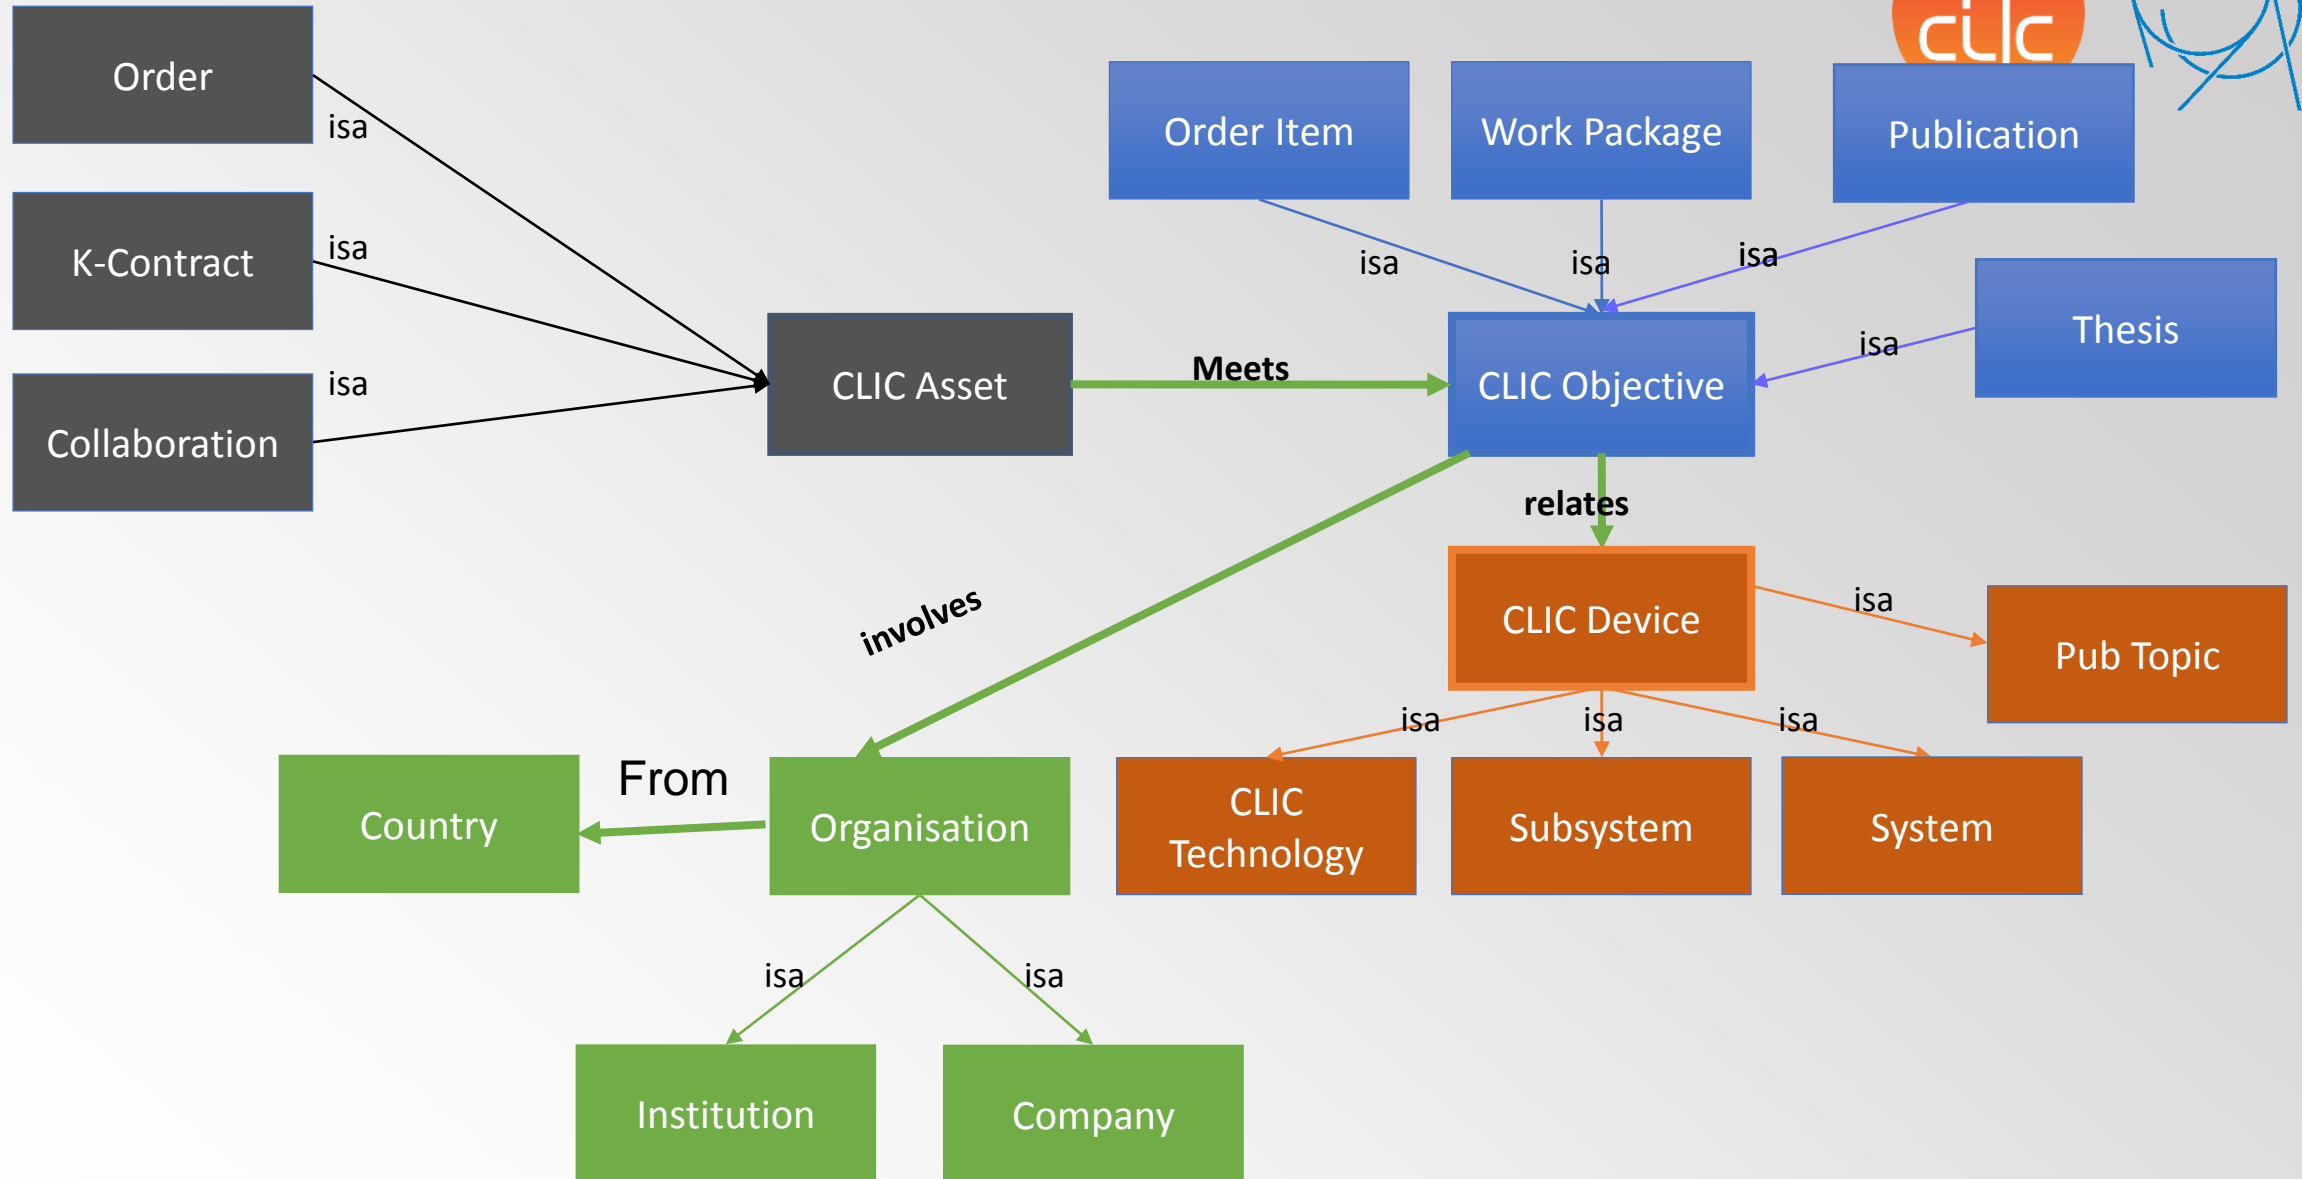 clic
Order
isa
Order Item
Work Package
Publication
K-Contract
isa
isa
isa
isa
Collaboration
isa
CLIC Asset
Meets
CLIC Objective
isa
Thesis
relates
involves
CLIC Device
isa
Pub Topic
isa
isa
isa
Country
From
Organisation
CLIC
Technology
Subsystem
System
isa
isa
Institution
Company